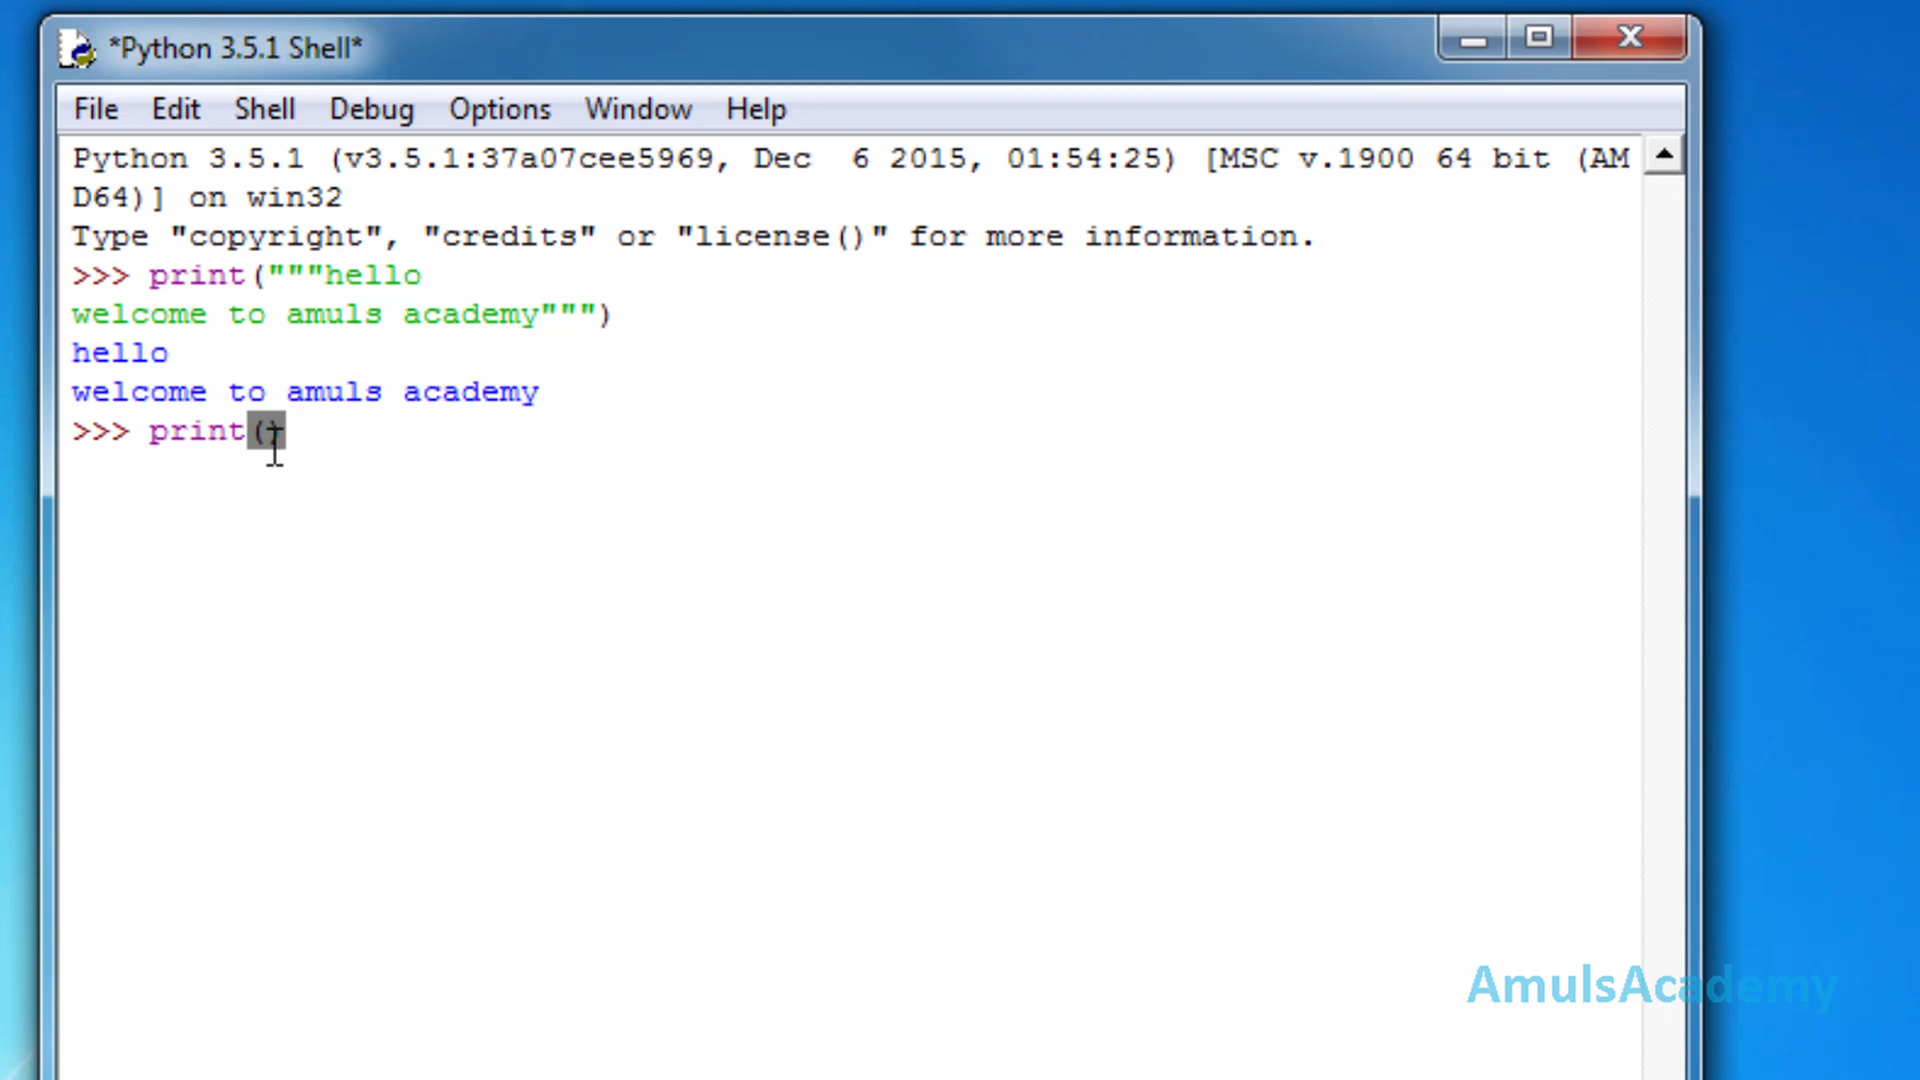 *Python 3.5.1 Shell*
File Edit Shell Debug Options Window Help
Python 3.5.1 (v3.5.1:37a07cee5969, Dec  6 2015, 01:54:25) [MSC v.1900 64 bit (AM
D64)] on win32
Type "copyright", "credits" or "license()" for more information.
>>> print("""hello
welcome to amuls academy""")
hello
welcome to amuls academy
>>> print()
AmulsAcademy